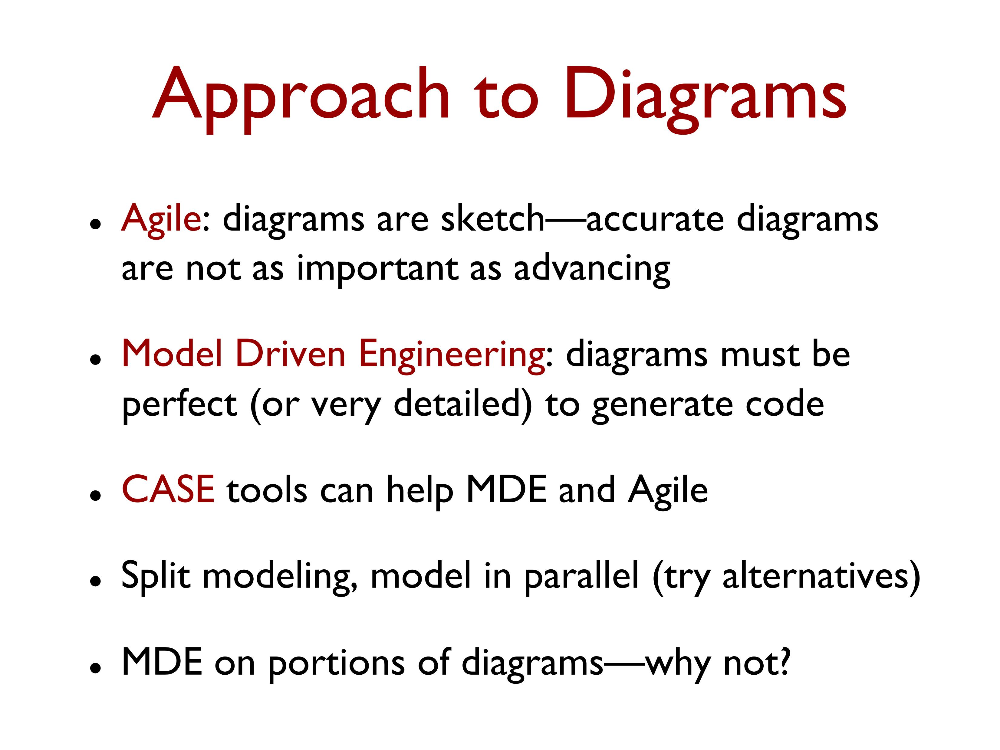 Approach to Diagrams
• Agile: diagrams are sketch—accurate diagrams
are not as important as advancing
• Model Driven Engineering: diagrams must be
perfect (or very detailed) to generate code
• CASE tools can help MDE and Agile
• Split modeling, model in parallel (try alternatives)
• MDE on portions of diagrams—why not?